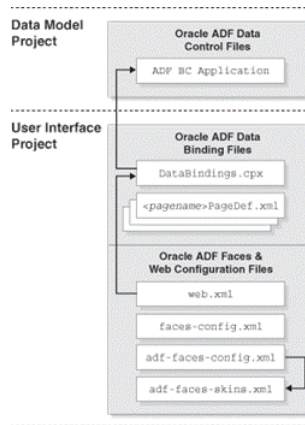 Data Model
Project
Oracle ADF Data
Control Files
ADF BC Application
User Interface
Project
Oracle ADF Data
Binding Files
DataBindings.cpx
<pagename>PageDef.xml
Oracle ADF Faces &
Web Configuration Files
web.xml
faces-config.xml
adf-faces-config.xml
adf-faces-skins.xml